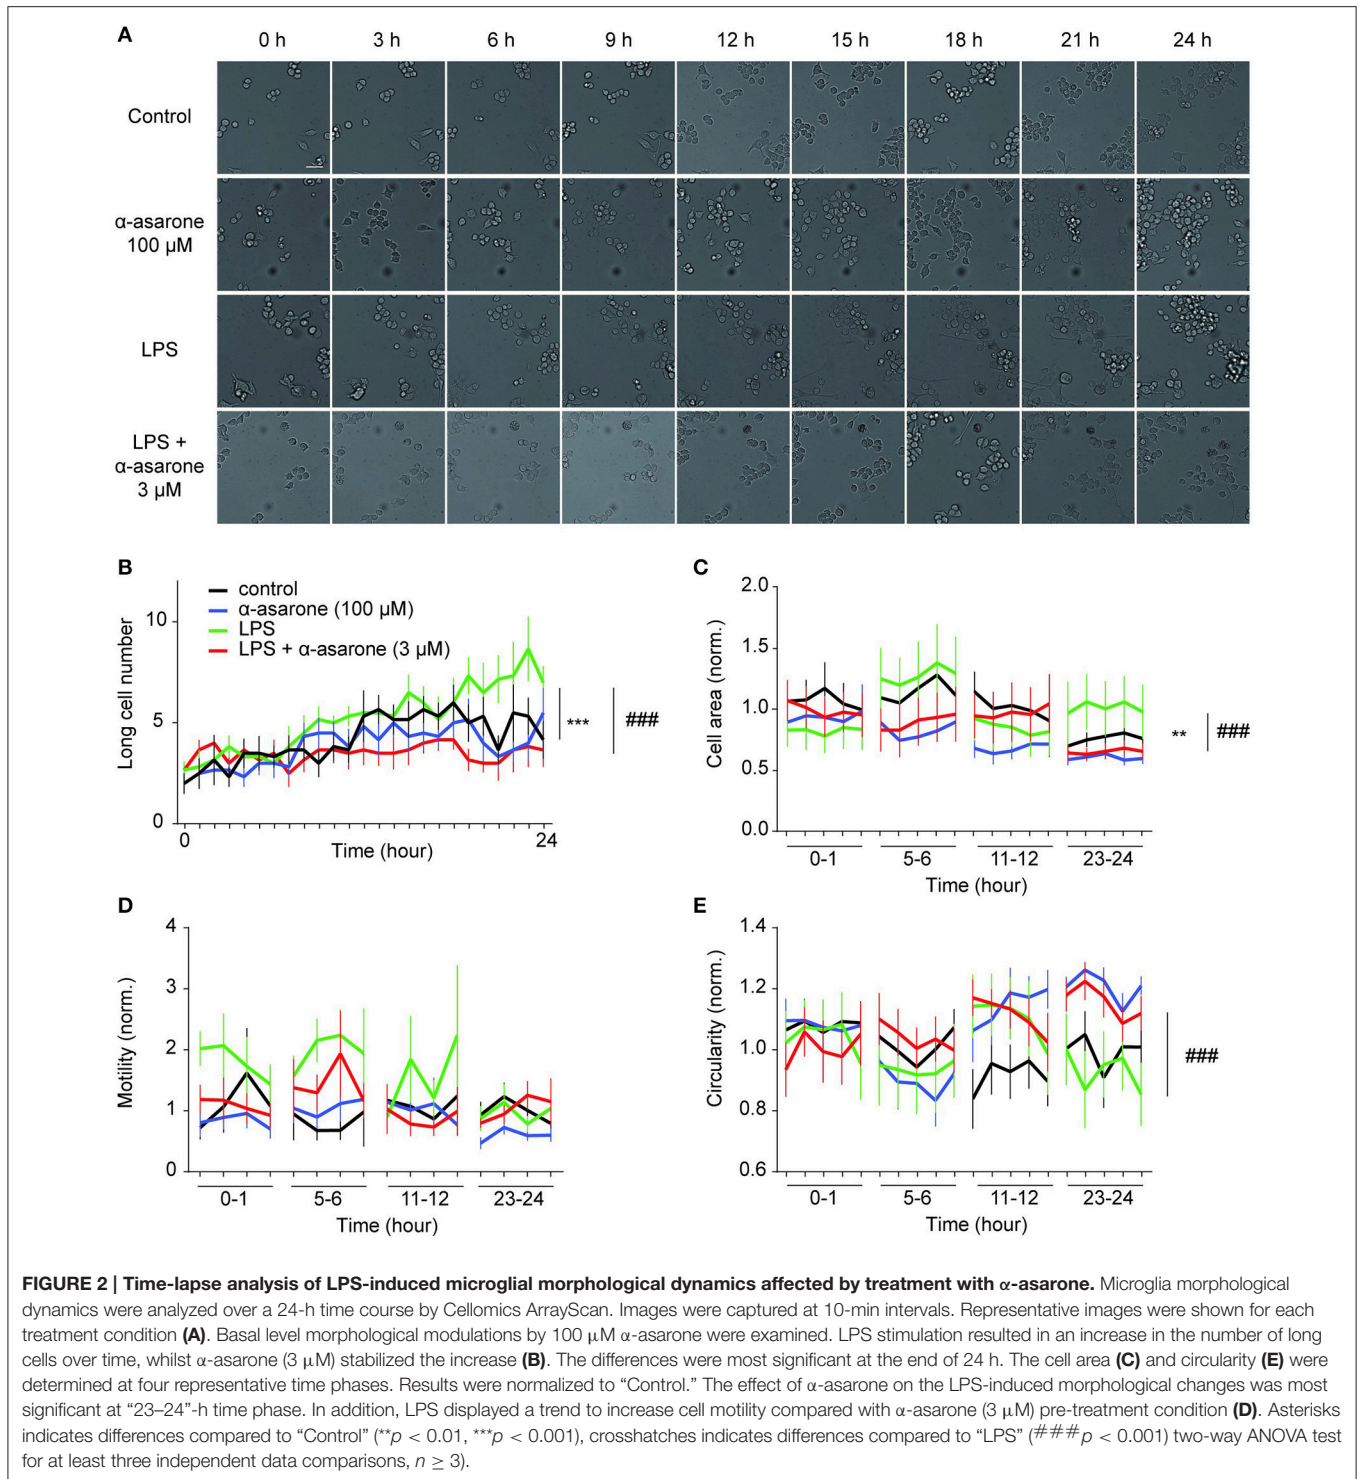 A
0 h 3 h 6 h 9 h 12 h 15 h 18 h 21 h 24 h
Control
α-asarone
100 µM
LPS
LPS +
α-asarone
3 µM
B
control
α-asarone (100 µM)
LPS
LPS + α-asarone (3 µM)
Long cell number
10
5
0
*** ###
0 24
Time (hour)
C
Cell area (norm.)
2.0
1.5
1.0
0.5
0.0
** ###
0-1 5-6 11-12 23-24
Time (hour)
D
Motility (norm.)
4
3
2
1
0
0-1 5-6 11-12 23-24
Time (hour)
E
Circularity (norm.)
1.4
1.2
1.0
0.8
0.6
###
0-1 5-6 11-12 23-24
Time (hour)
FIGURE 2 | Time-lapse analysis of LPS-induced microglial morphological dynamics affected by treatment with α-asarone. Microglia morphological
dynamics were analyzed over a 24-h time course by Cellomics ArrayScan. Images were captured at 10-min intervals. Representative images were shown for each
treatment condition (A). Basal level morphological modulations by 100 µM α-asarone were examined. LPS stimulation resulted in an increase in the number of long
cells over time, whilst α-asarone (3 µM) stabilized the increase (B). The differences were most significant at the end of 24 h. The cell area (C) and circularity (E) were
determined at four representative time phases. Results were normalized to “Control.” The effect of α-asarone on the LPS-induced morphological changes was most
significant at “23–24”-h time phase. In addition, LPS displayed a trend to increase cell motility compared with α-asarone (3 µM) pre-treatment condition (D). Asterisks
indicates differences compared to “Control” (**p < 0.01, ***p < 0.001), crosshatches indicates differences compared to “LPS” (###p < 0.001) two-way ANOVA test
for at least three independent data comparisons, n ≥ 3).